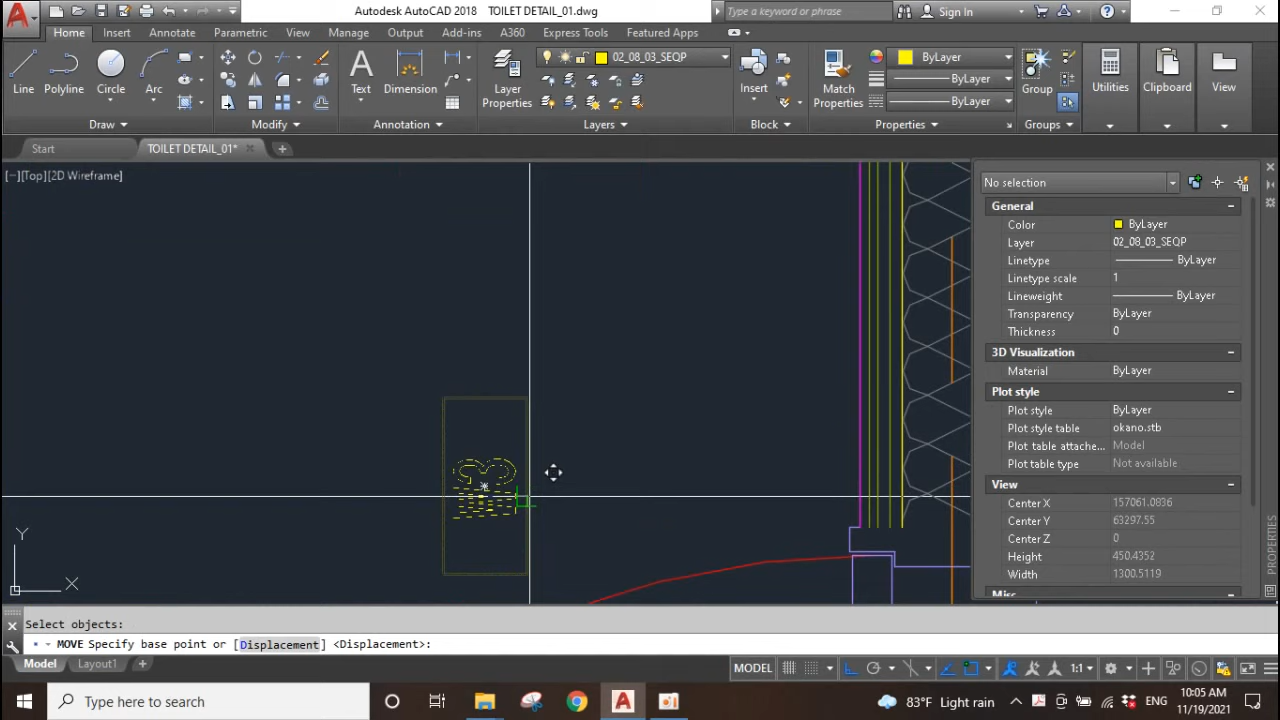 Autodesk AutoCAD 2018 TOILET DETAIL_01.dwg
Type a keyword or phrase
Sign In
Home Insert Annotate Parametric View Manage Output Add-ins A360 Express Tools Featured Apps
02_08_03_SEQP
ByLayer
ByLayer
ByLayer
Line Polyline Circle Arc
Text Dimension
Layer Properties
Insert
Match Properties
Group
Utilities
Clipboard
View
Draw Modify Annotation Layers Block Properties Groups
Start
TOILET DETAIL_01*
[−][Top][2D Wireframe]
No selection
General
Color ByLayer
Layer 02_08_03_SEQP
Linetype ByLayer
Linetype scale 1
Lineweight ByLayer
Transparency ByLayer
Thickness 0
3D Visualization
Material ByLayer
Plot style
Plot style ByLayer
Plot style table okano.stb
Plot table attache... Model
Plot table type Not available
View
Center X 157061.0836
Center Y 63297.55
Center Z 0
Height 450.4352
Width 1300.5119
Misc
PROPERTIES
Y
X
Select objects:
MOVE Specify base point or [Displacement] <Displacement>:
Model Layout1
MODEL
1:1
Type here to search
83°F Light rain
ENG
10:05 AM
11/19/2021